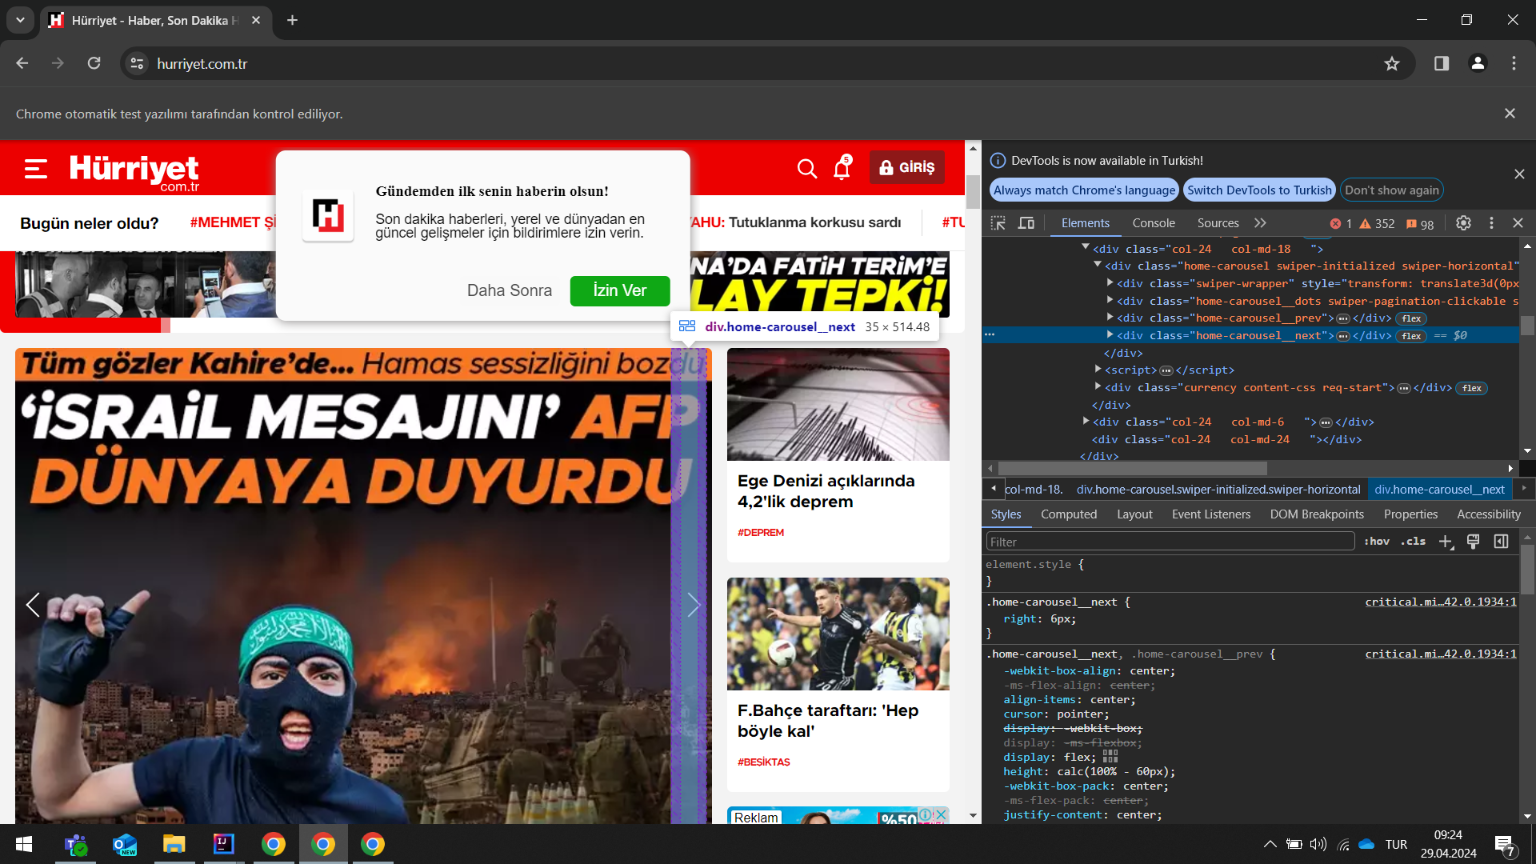 Hürriyet - Haber, Son Dakika H
hurriyet.com.tr
Chrome otomatik test yazılımı tarafından kontrol ediliyor.
Hürriyet
com.tr
5
GİRİŞ
Gündemden ilk senin haberin olsun!
Son dakika haberleri, yerel ve dünyadan en
güncel gelişmeler için bildirimlere izin verin.
Daha Sonra
İzin Ver
Bugün neler oldu?
#MEHMET Şİ
AHU: Tutuklanma korkusu sardı
#TU
NA'DA FATİH TERİM'E
LAY TEPKİ!
div.home-carousel__next 35 × 514.48
Tüm gözler Kahire'de... Hamas sessizliğini bozdu
'İSRAİL MESAJINI' AFP
DÜNYAYA DUYURDU
Ege Denizi açıklarında
4,2'lik deprem
#DEPREM
F.Bahçe taraftarı: 'Hep
böyle kal'
#BEŞİKTAŞ
Reklam
%50
DevTools is now available in Turkish!
Always match Chrome's language
Switch DevTools to Turkish
Don't show again
Elements
Console
Sources
1
352
98
<div class="col-24   col-md-18   ">
<div class="home-carousel swiper-initialized swiper-horizontal"
<div class="swiper-wrapper" style="transform: translate3d(0px
<div class="home-carousel__dots swiper-pagination-clickable s
<div class="home-carousel__prev">…</div> flex
<div class="home-carousel__next">…</div> flex == $0
</div>
<script>…</script>
<div class="currency content-css req-start">…</div> flex
</div>
<div class="col-24   col-md-6   ">…</div>
<div class="col-24   col-md-24   "></div>
</div>
col-md-18.
div.home-carousel.swiper-initialized.swiper-horizontal
div.home-carousel__next
Styles
Computed
Layout
Event Listeners
DOM Breakpoints
Properties
Accessibility
Filter
:hov
.cls
element.style {
}
.home-carousel__next {
critical.mi…42.0.1934:1
right: 6px;
}
.home-carousel__next, .home-carousel__prev {
critical.mi…42.0.1934:1
-webkit-box-align: center;
-ms-flex-align: center;
align-items: center;
cursor: pointer;
display: -webkit-box;
display: -ms-flexbox;
display: flex;
height: calc(100% - 60px);
-webkit-box-pack: center;
-ms-flex-pack: center;
justify-content: center;
TUR
09:24
29.04.2024
7